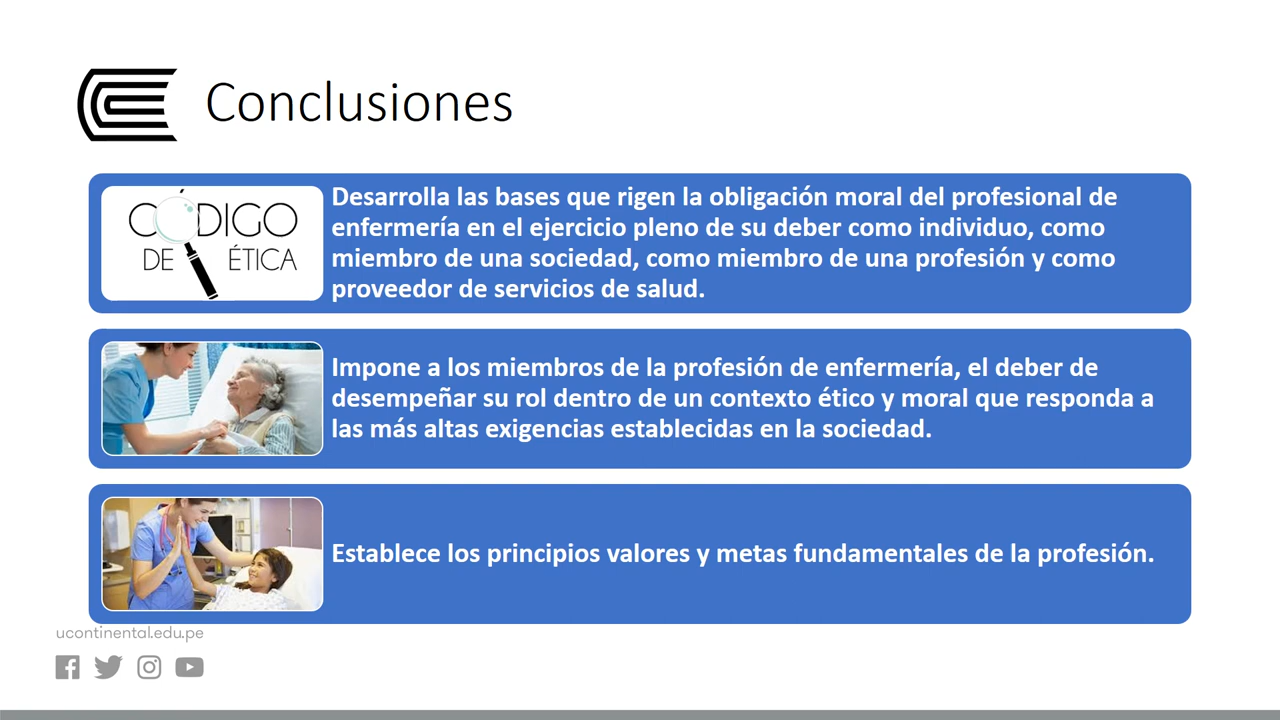 Conclusiones
CÓDIGO
DE ÉTICA
Desarrolla las bases que rigen la obligación moral del profesional de
enfermería en el ejercicio pleno de su deber como individuo, como
miembro de una sociedad, como miembro de una profesión y como
proveedor de servicios de salud.
Impone a los miembros de la profesión de enfermería, el deber de
desempeñar su rol dentro de un contexto ético y moral que responda a
las más altas exigencias establecidas en la sociedad.
Establece los principios valores y metas fundamentales de la profesión.
ucontinental.edu.pe